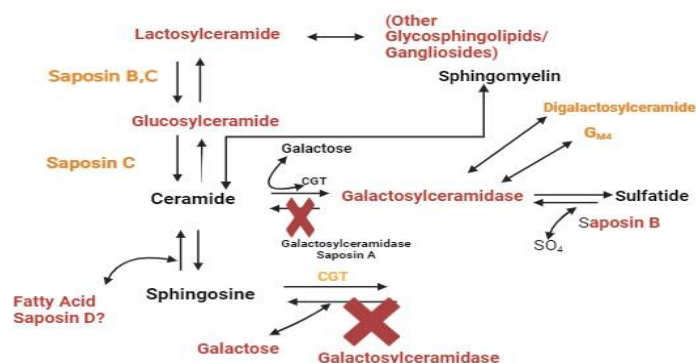 (Other
Lactosylceramide
Glycosphingolipids/
Gangliosides)
Sphingomyelin
Saposin B,C
Digalactosylceramide
Glucosylceramide
GM4
Galactose
Saposin C
CGT
Ceramide
Galactosylceramidase
Sulfatide
Saposin B
Galactosylceramidase
Saposin A
SO4
CGT
Sphingosine
Fatty Acid
Saposin D?
Galactose
Galactosylceramidase